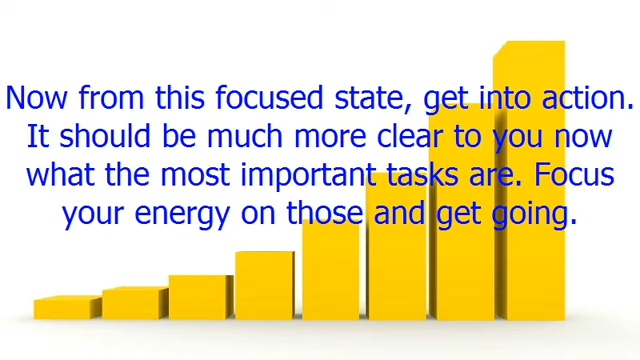 Now from this focused state, get into action.
It should be much more clear to you now
what the most important tasks are. Focus
your energy on those and get going.